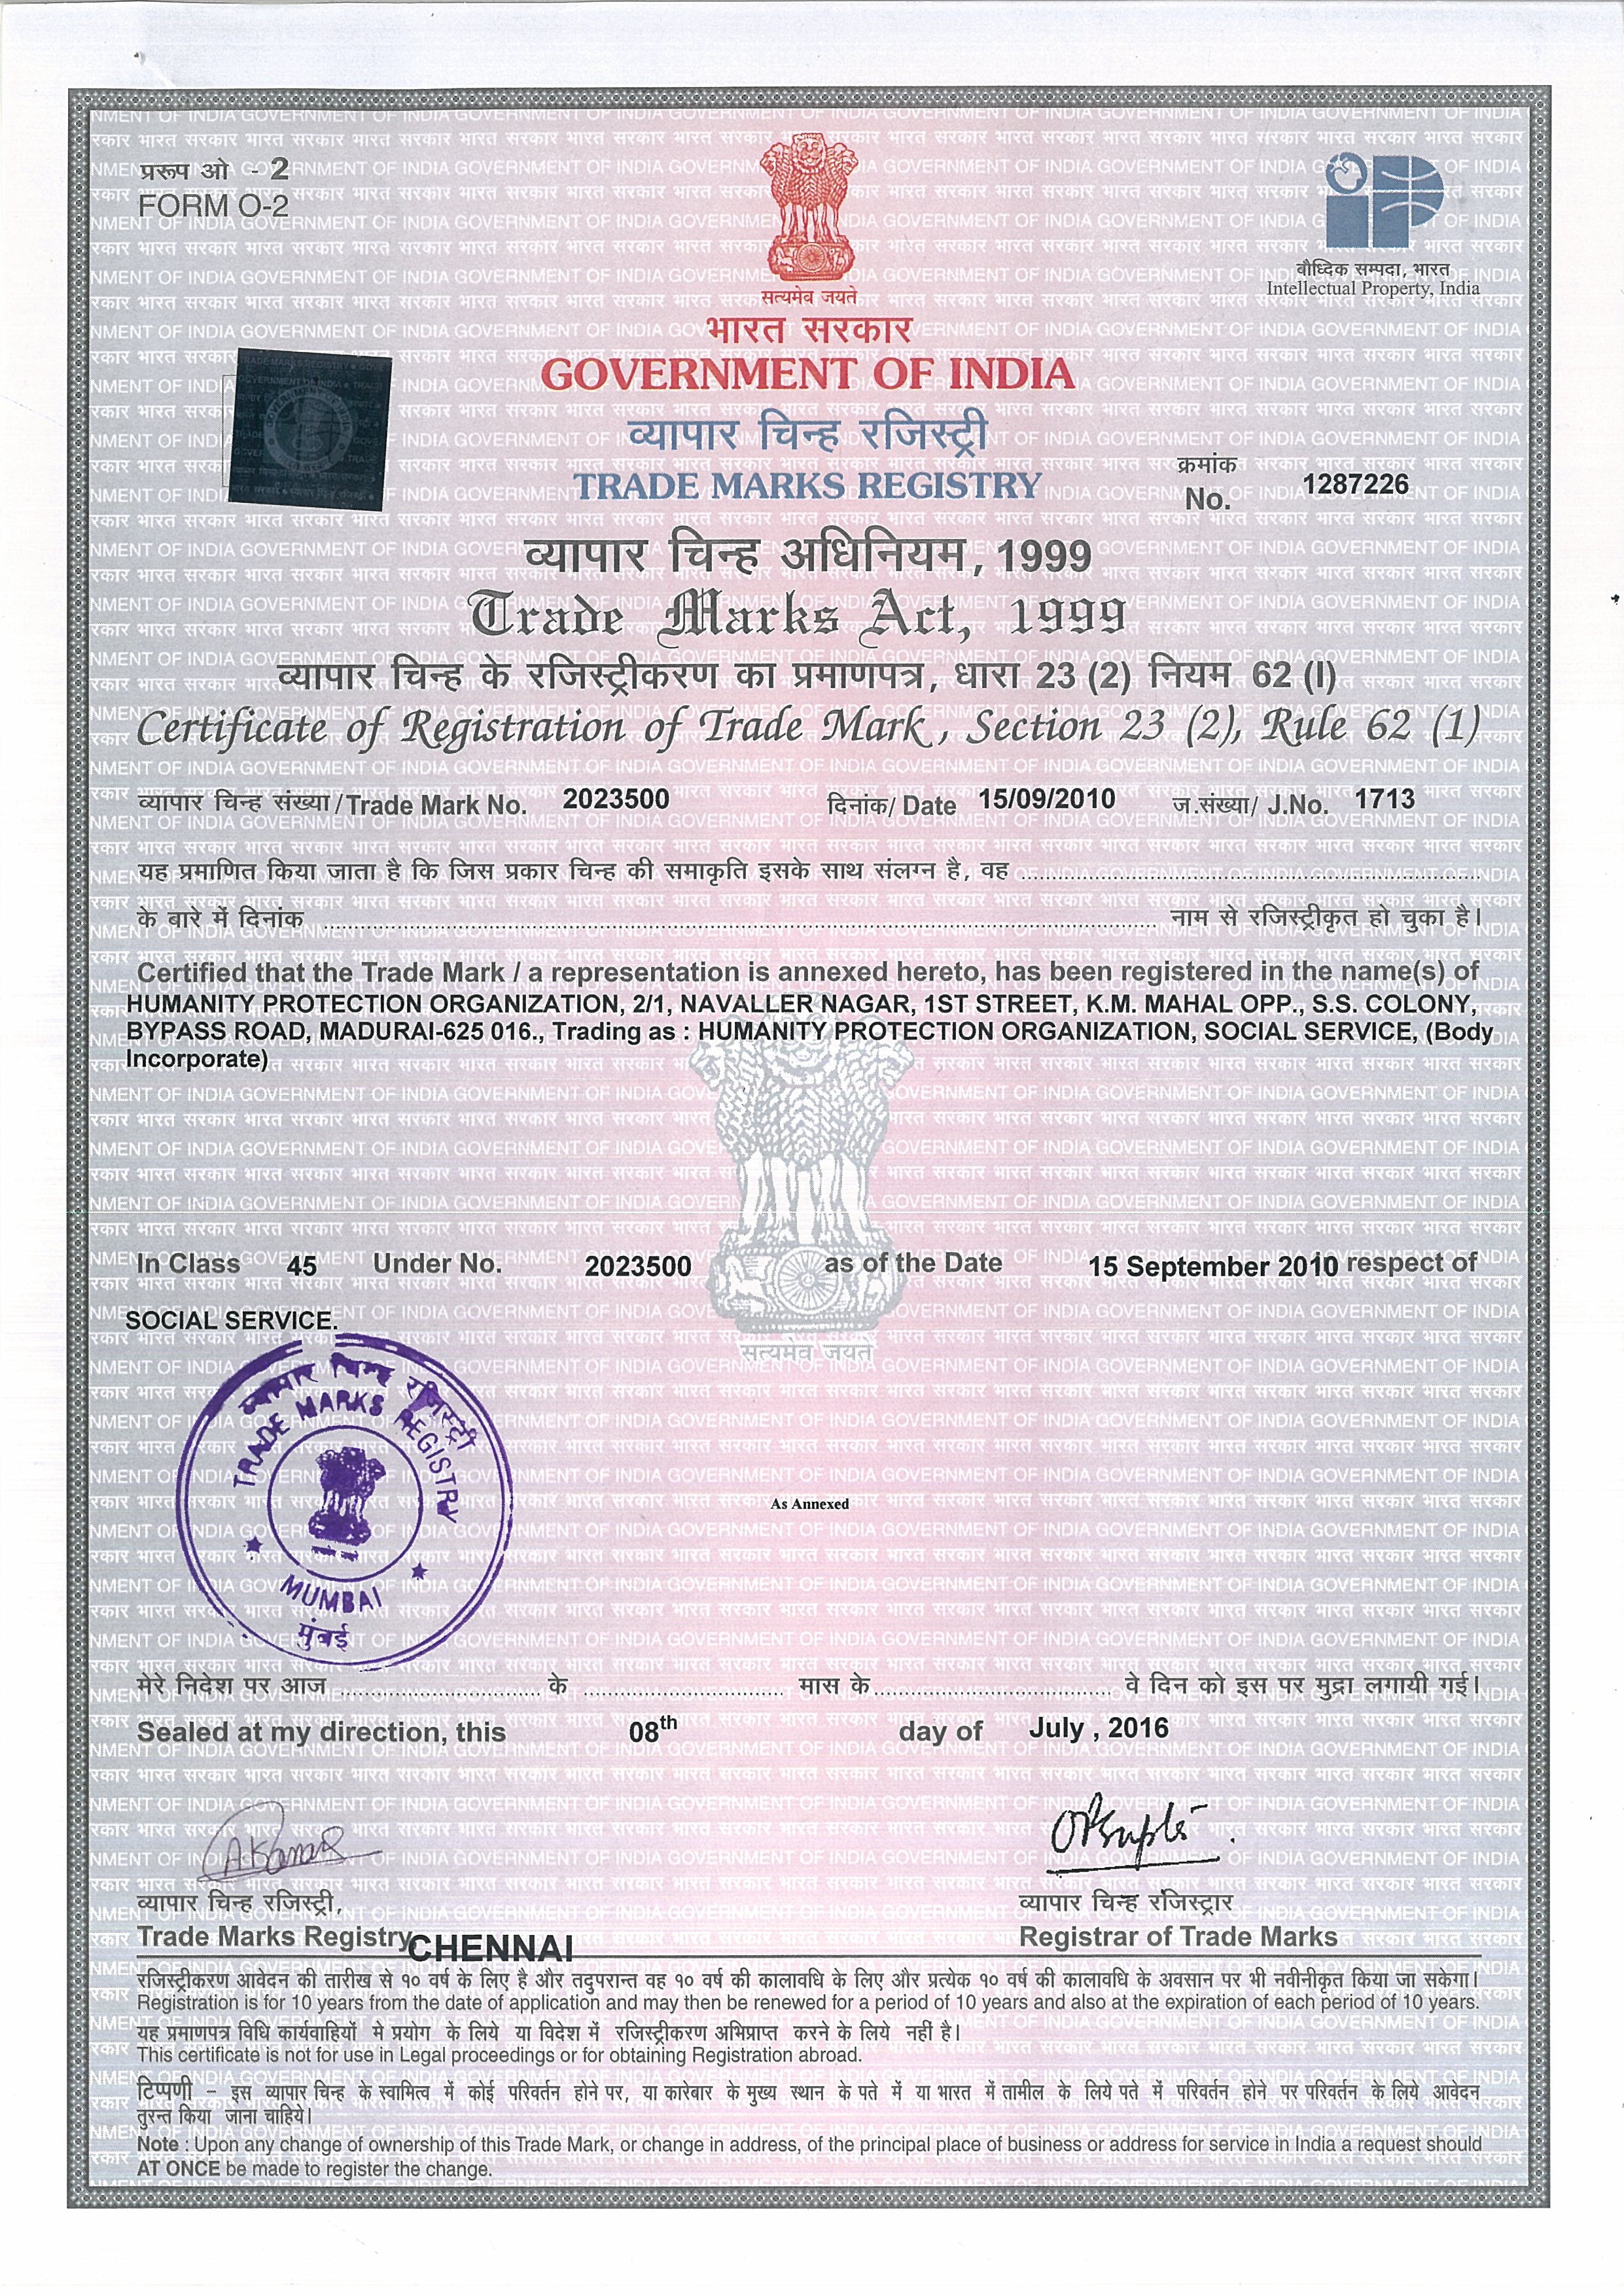 प्ररूप ओ - 2
FORM O-2
बौध्दिक सम्पदा, भारत
Intellectual Property, India
सत्यमेव जयते
भारत सरकार
GOVERNMENT OF INDIA
व्यापार चिन्ह रजिस्ट्री
TRADE MARKS REGISTRY
क्रमांक
No. 1287226
व्यापार चिन्ह अधिनियम, 1999
Trade Marks Act, 1999
व्यापार चिन्ह के रजिस्ट्रीकरण का प्रमाणपत्र, धारा 23 (2) नियम 62 (I)
Certificate of Registration of Trade Mark, Section 23 (2), Rule 62 (1)
व्यापार चिन्ह संख्या/Trade Mark No. 2023500 दिनांक/ Date 15/09/2010 ज.संख्या/ J.No. 1713
यह प्रमाणित किया जाता है कि जिस प्रकार चिन्ह की समाकृति इसके साथ संलग्न है, वह
के बारे में दिनांक नाम से रजिस्ट्रीकृत हो चुका है।
Certified that the Trade Mark / a representation is annexed hereto, has been registered in the name(s) of
HUMANITY PROTECTION ORGANIZATION, 2/1, NAVALLER NAGAR, 1ST STREET, K.M. MAHAL OPP., S.S. COLONY,
BYPASS ROAD, MADURAI-625 016., Trading as : HUMANITY PROTECTION ORGANIZATION, SOCIAL SERVICE, (Body
Incorporate)
In Class 45 Under No. 2023500 as of the Date 15 September 2010 respect of
SOCIAL SERVICE.
सत्यमेव जयते
व्यापार चिन्ह रजिस्ट्री
TRADE MARKS REGISTRY
MUMBAI
मुंबई
As Annexed
मेरे निदेश पर आज के मास के वे दिन को इस पर मुद्रा लगायी गई।
Sealed at my direction, this 08th day of July , 2016
व्यापार चिन्ह रजिस्ट्री, व्यापार चिन्ह रजिस्ट्रार
Trade Marks Registry CHENNAI Registrar of Trade Marks
रजिस्ट्रीकरण आवेदन की तारीख से १० वर्ष के लिए है और तदुपरान्त वह १० वर्ष की कालावधि के लिए और प्रत्येक १० वर्ष की कालावधि के अवसान पर भी नवीनीकृत किया जा सकेगा।
Registration is for 10 years from the date of application and may then be renewed for a period of 10 years and also at the expiration of each period of 10 years.
यह प्रमाणपत्र विधि कार्यवाहियों मे प्रयोग के लिये या विदेश में रजिस्ट्रीकरण अभिप्राप्त करने के लिये नहीं है।
This certificate is not for use in Legal proceedings or for obtaining Registration abroad.
टिप्पणी – इस व्यापार चिन्ह के स्वामित्व में कोई परिवर्तन होने पर, या कारेबार के मुख्य स्थान के पते में या भारत में तामील के लिये पते में परिवर्तन होने पर परिवर्तन के लिये आवेदन
तुरन्त किया जाना चाहिये।
Note : Upon any change of ownership of this Trade Mark, or change in address, of the principal place of business or address for service in India a request should
AT ONCE be made to register the change.